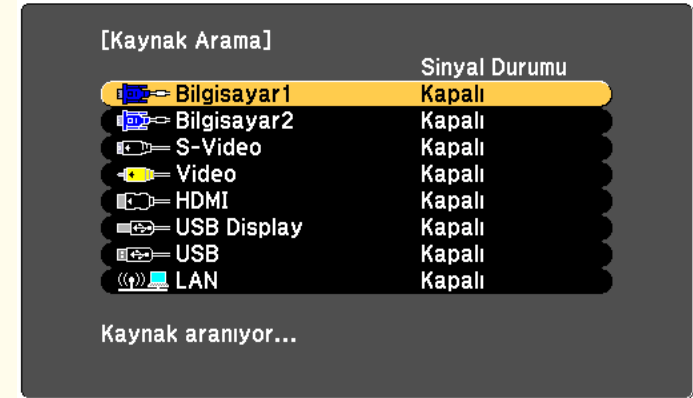 [Kaynak Arama]
Sinyal Durumu
Bilgisayar1 Kapalı
Bilgisayar2 Kapalı
S-Video Kapalı
Video Kapalı
HDMI Kapalı
USB Display Kapalı
USB Kapalı
LAN Kapalı
Kaynak aranıyor...